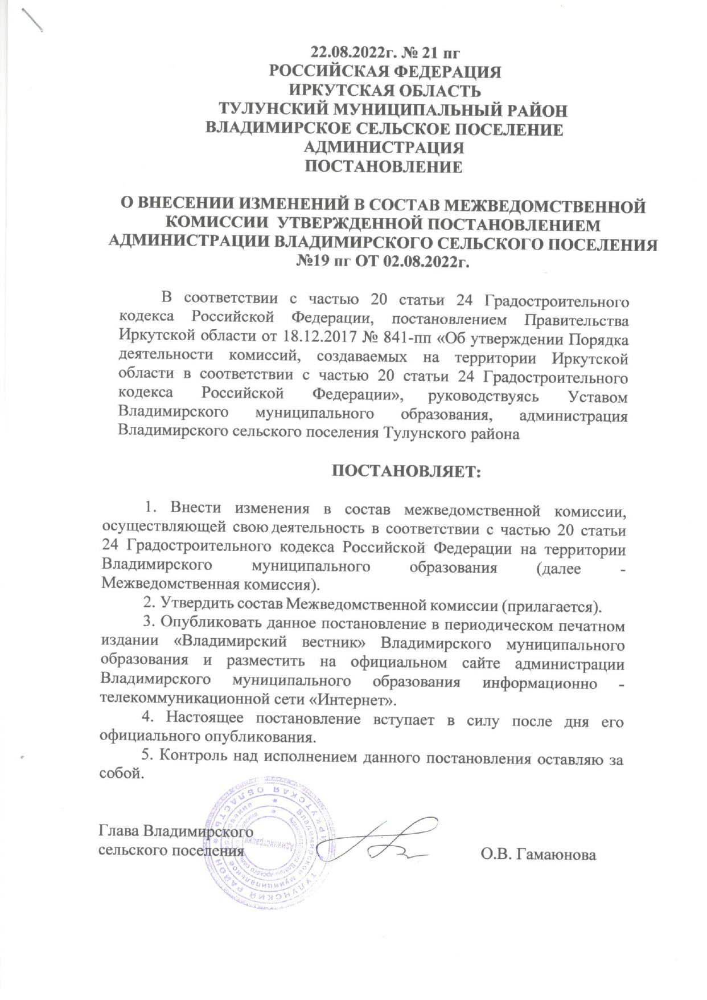 22.08.2022г. № 21 пг
РОССИЙСКАЯ ФЕДЕРАЦИЯ
ИРКУТСКАЯ ОБЛАСТЬ
ТУЛУНСКИЙ МУНИЦИПАЛЬНЫЙ РАЙОН
ВЛАДИМИРСКОЕ СЕЛЬСКОЕ ПОСЕЛЕНИЕ
АДМИНИСТРАЦИЯ
ПОСТАНОВЛЕНИЕ
О ВНЕСЕНИИ ИЗМЕНЕНИЙ В СОСТАВ МЕЖВЕДОМСТВЕННОЙ
КОМИССИИ УТВЕРЖДЕННОЙ ПОСТАНОВЛЕНИЕМ
АДМИНИСТРАЦИИ ВЛАДИМИРСКОГО СЕЛЬСКОГО ПОСЕЛЕНИЯ
№19 пг ОТ 02.08.2022г.
В соответствии с частью 20 статьи 24 Градостроительного
кодекса Российской Федерации, постановлением Правительства
Иркутской области от 18.12.2017 № 841-пп «Об утверждении Порядка
деятельности комиссий, создаваемых на территории Иркутской
области в соответствии с частью 20 статьи 24 Градостроительного
кодекса Российской Федерации», руководствуясь Уставом
Владимирского муниципального образования, администрация
Владимирского сельского поселения Тулунского района
ПОСТАНОВЛЯЕТ:
1. Внести изменения в состав межведомственной комиссии,
осуществляющей свою деятельность в соответствии с частью 20 статьи
24 Градостроительного кодекса Российской Федерации на территории
Владимирского муниципального образования (далее -
Межведомственная комиссия).
2. Утвердить состав Межведомственной комиссии (прилагается).
3. Опубликовать данное постановление в периодическом печатном
издании «Владимирский вестник» Владимирского муниципального
образования и разместить на официальном сайте администрации
Владимирского муниципального образования информационно -
телекоммуникационной сети «Интернет».
4. Настоящее постановление вступает в силу после дня его
официального опубликования.
5. Контроль над исполнением данного постановления оставляю за
собой.
Глава Владимирского
сельского поселения
О.В. Гамаюнова
ИРКУТСКАЯ ОБЛАСТЬ * ТУЛУНСКИЙ РАЙОН
Владимирское муниципальное образование
Администрация Владимирского сельского поселения
Администрация